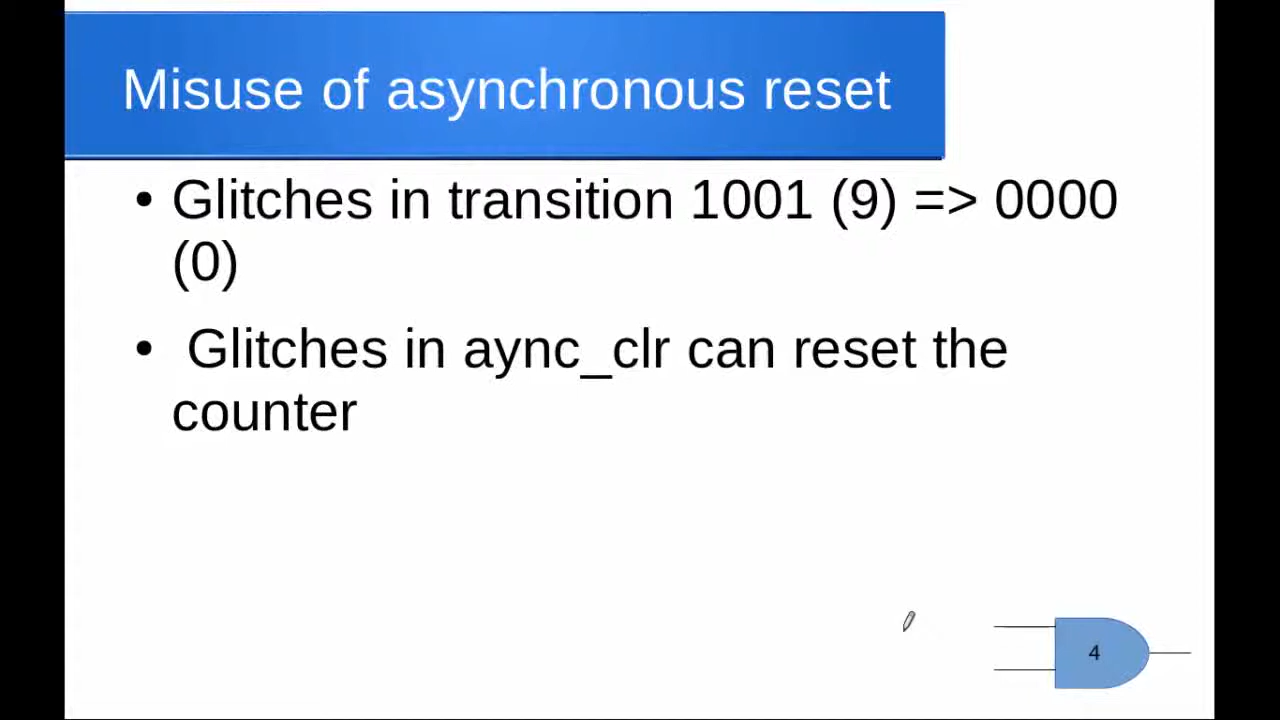 Misuse of asynchronous reset
• Glitches in transition 1001 (9) => 0000
(0)
• Glitches in aync_clr can reset the
counter
4